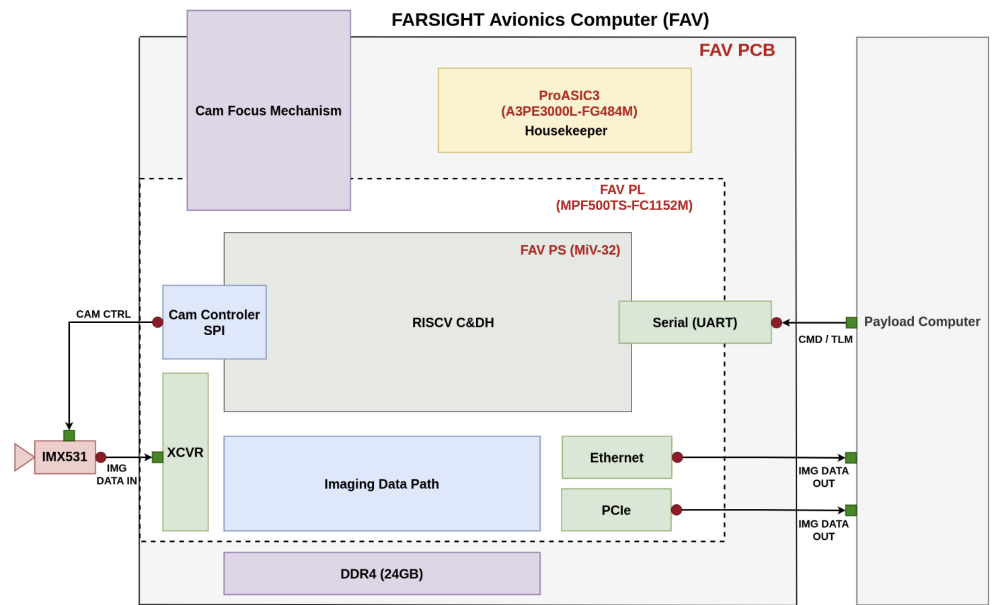 FARSIGHT Avionics Computer (FAV)
FAV PCB
Cam Focus Mechanism
ProASIC3
(A3PE3000L-FG484M)
Housekeeper
FAV PL
(MPF500TS-FC1152M)
FAV PS (MiV-32)
CAM CTRL
Cam Controler
SPI
RISCV C&DH
Serial (UART)
Payload Computer
CMD / TLM
IMX531
IMG
DATA IN
XCVR
Imaging Data Path
Ethernet
IMG DATA
OUT
PCIe
IMG DATA
OUT
DDR4 (24GB)